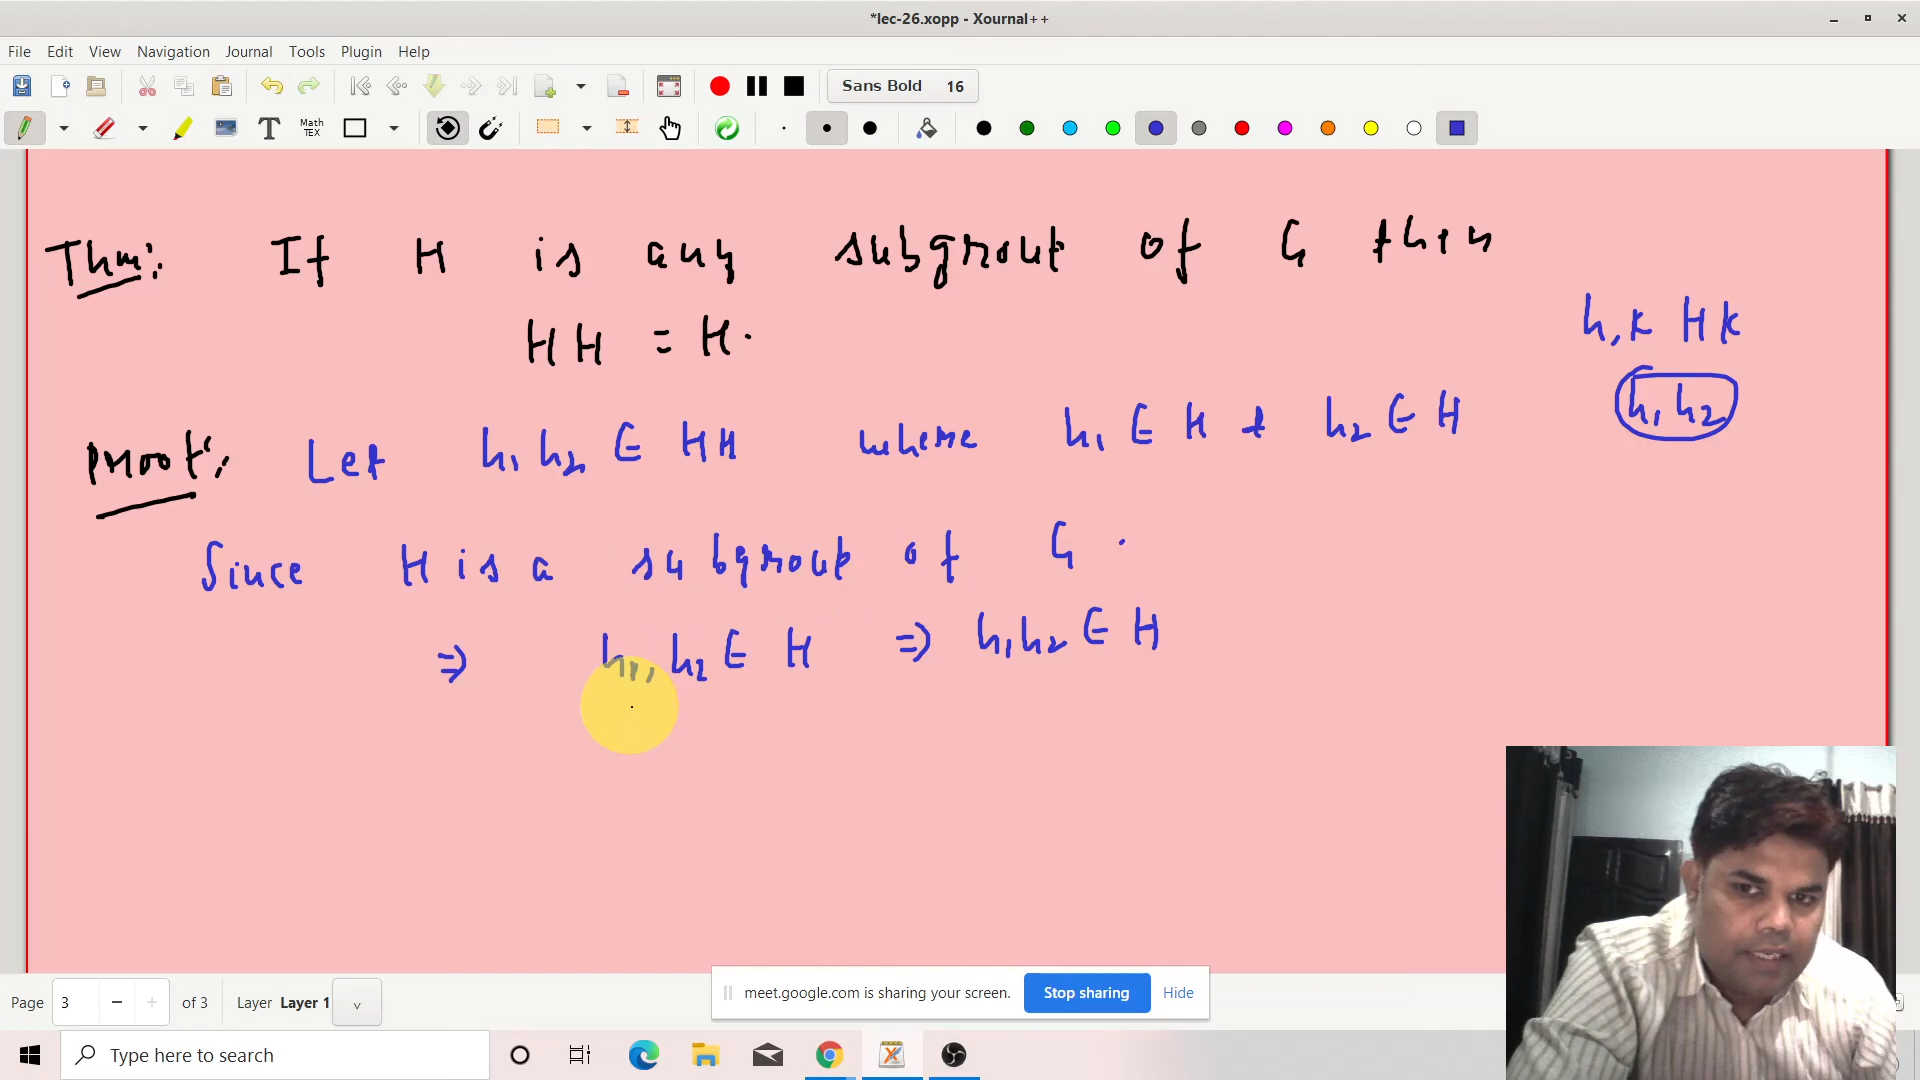 *lec-26.xopp - Xournal++
File Edit View Navigation Journal Tools Plugin Help
Sans Bold 16
Math
TEX
Thm: If H is any subgroup of G then
HH = H.
h,k HK
h1 h2
Proof: Let h1 h2 ∈ HH where h1 ∈ H & h2 ∈ H
Since H is a subgroup of G.
⇒ h1, h2 ∈ H ⇒ h1h2 ∈ H
meet.google.com is sharing your screen. Stop sharing Hide
Page 3 − + of 3 Layer Layer 1
Type here to search